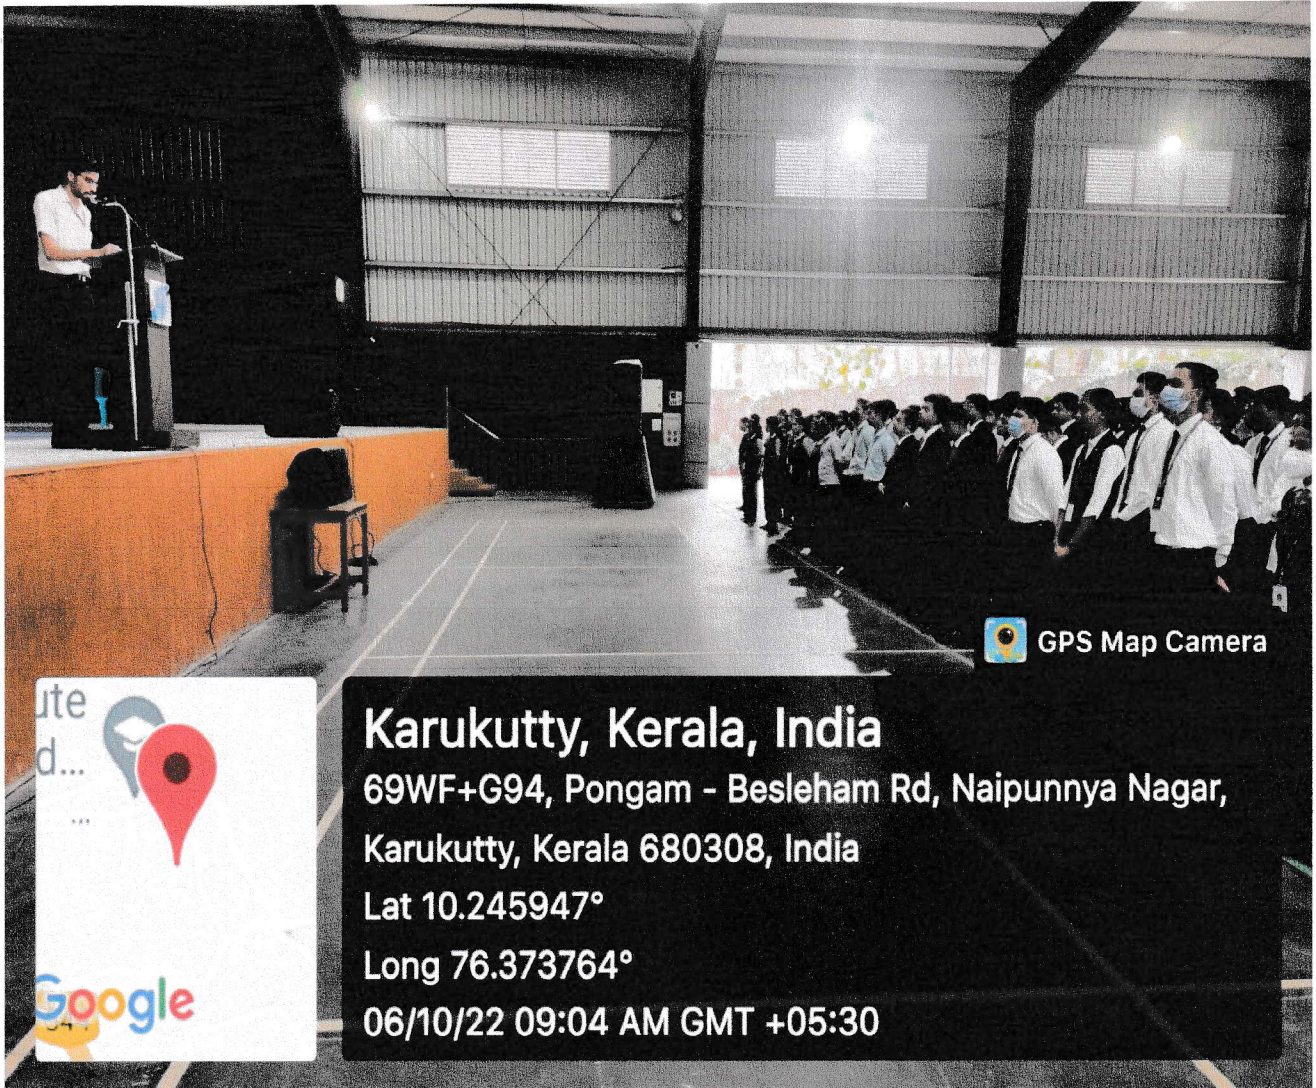 GPS Map Camera
ute
d...
...
Google
Karukutty, Kerala, India
69WF+G94, Pongam - Besleham Rd, Naipunnya Nagar,
Karukutty, Kerala 680308, India
Lat 10.245947°
Long 76.373764°
06/10/22 09:04 AM GMT +05:30